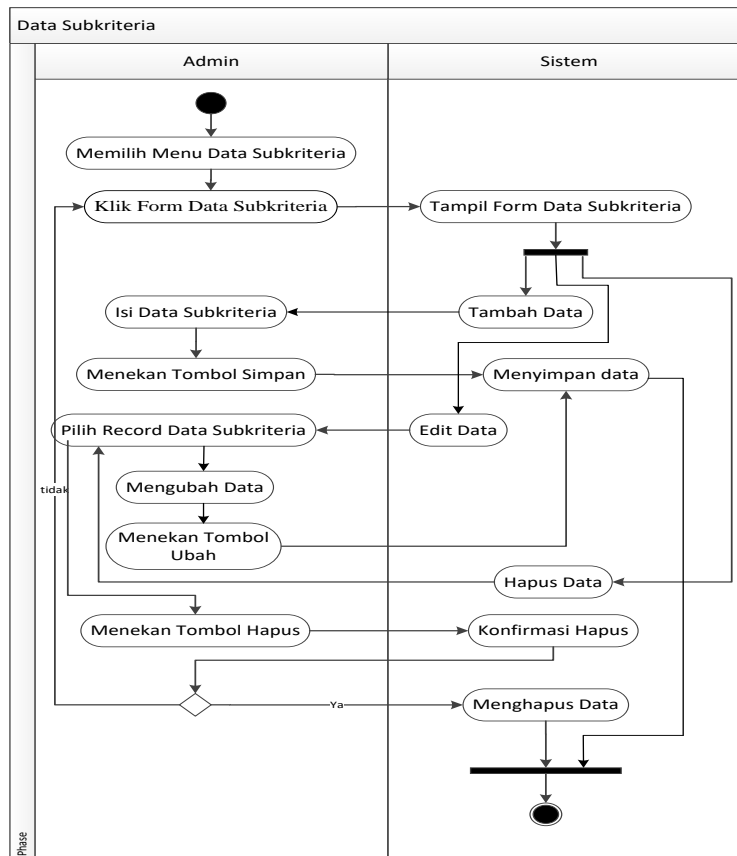 Data Subkriteria
Admin
Sistem
Memilih Menu Data Subkriteria
Klik Form Data Subkriteria
Tampil Form Data Subkriteria
Isi Data Subkriteria
Tambah Data
Menekan Tombol Simpan
Menyimpan data
Pilih Record Data Subkriteria
Edit Data
tidak
Mengubah Data
Menekan Tombol
Ubah
Hapus Data
Menekan Tombol Hapus
Konfirmasi Hapus
Ya
Menghapus Data
Phase